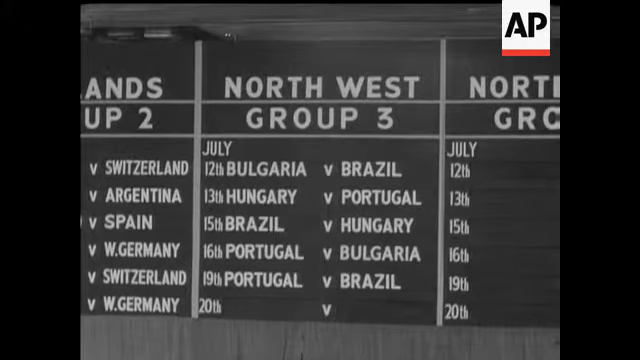 AP
ANDS
UP 2
v SWITZERLAND
v ARGENTINA
v SPAIN
v W.GERMANY
v SWITZERLAND
v W.GERMANY
NORTH WEST
GROUP 3
JULY
12th BULGARIA v BRAZIL
13th HUNGARY v PORTUGAL
15th BRAZIL v HUNGARY
16th PORTUGAL v BULGARIA
19th PORTUGAL v BRAZIL
20th v
NORTH
GRO
JULY
12th
13th
15th
16th
19th
20th